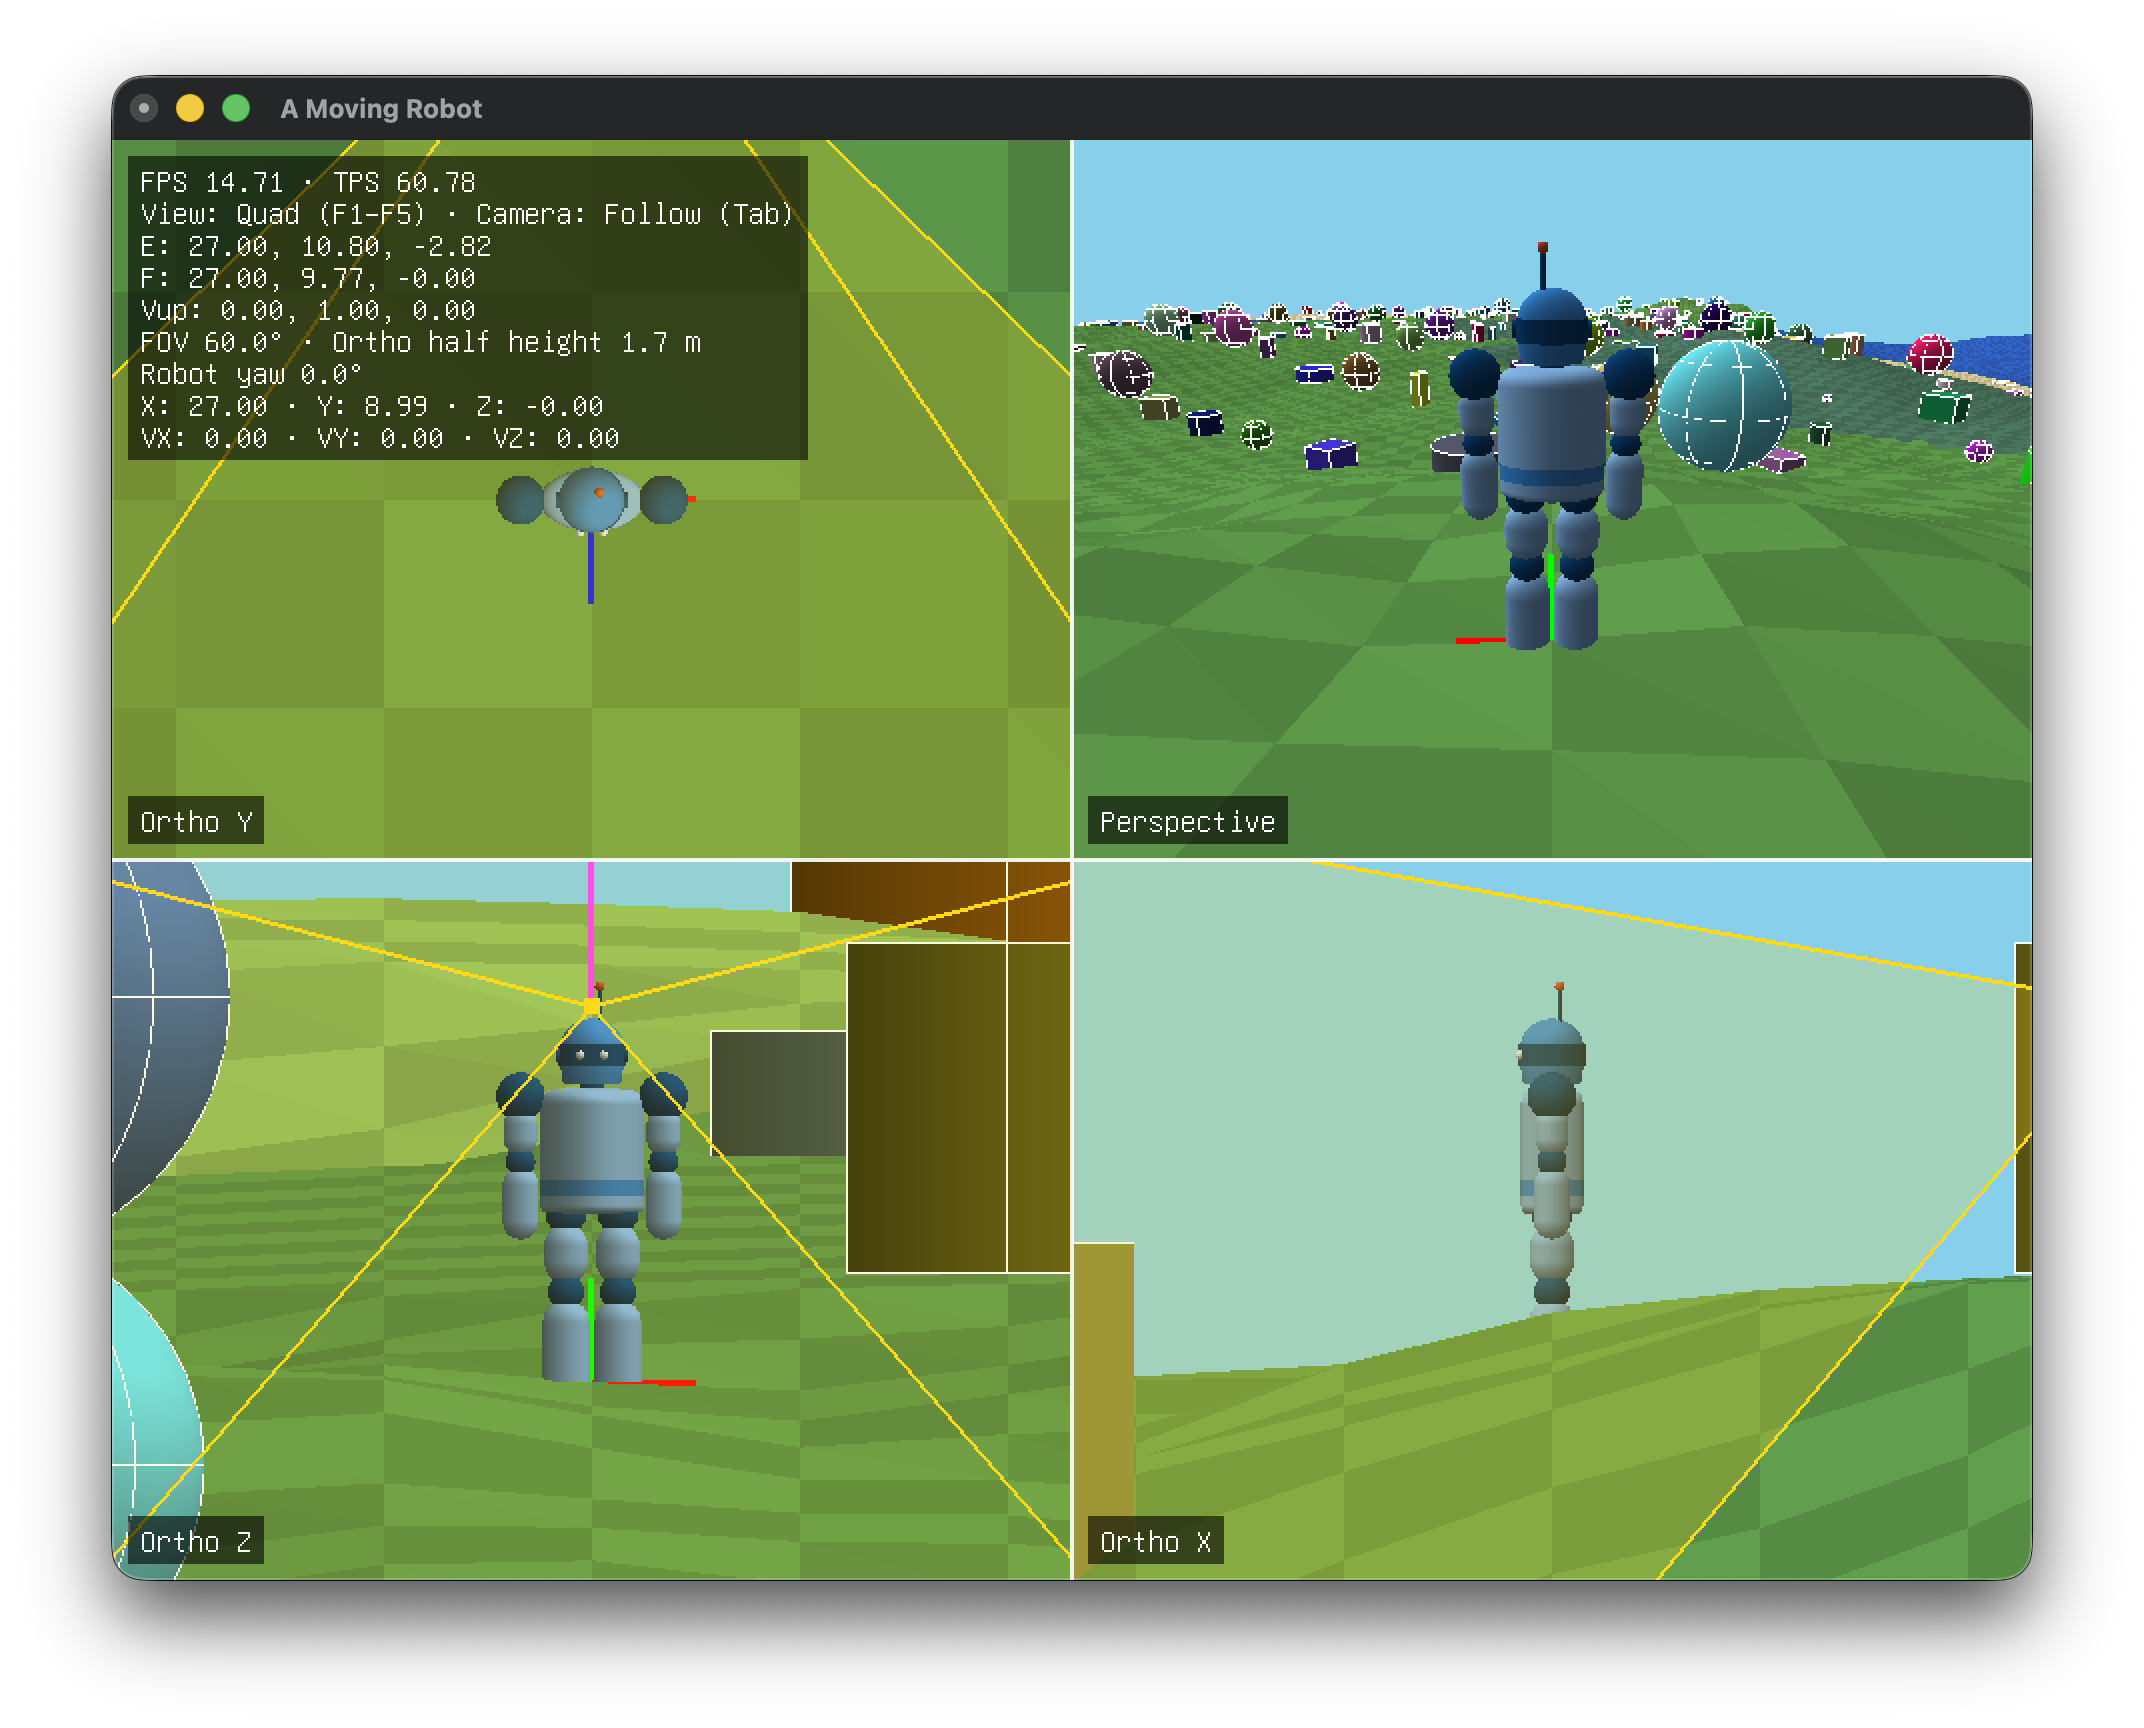 A Moving Robot
FPS 14.71 · TPS 60.78
View: Quad (F1-F5) · Camera: Follow (Tab)
E: 27.00, 10.80, -2.82
F: 27.00, 9.77, -0.00
Vup: 0.00, 1.00, 0.00
FOV 60.0° · Ortho half height 1.7 m
Robot yaw 0.0°
X: 27.00 · Y: 8.99 · Z: -0.00
VX: 0.00 · VY: 0.00 · VZ: 0.00
Ortho Y
Perspective
Ortho Z
Ortho X